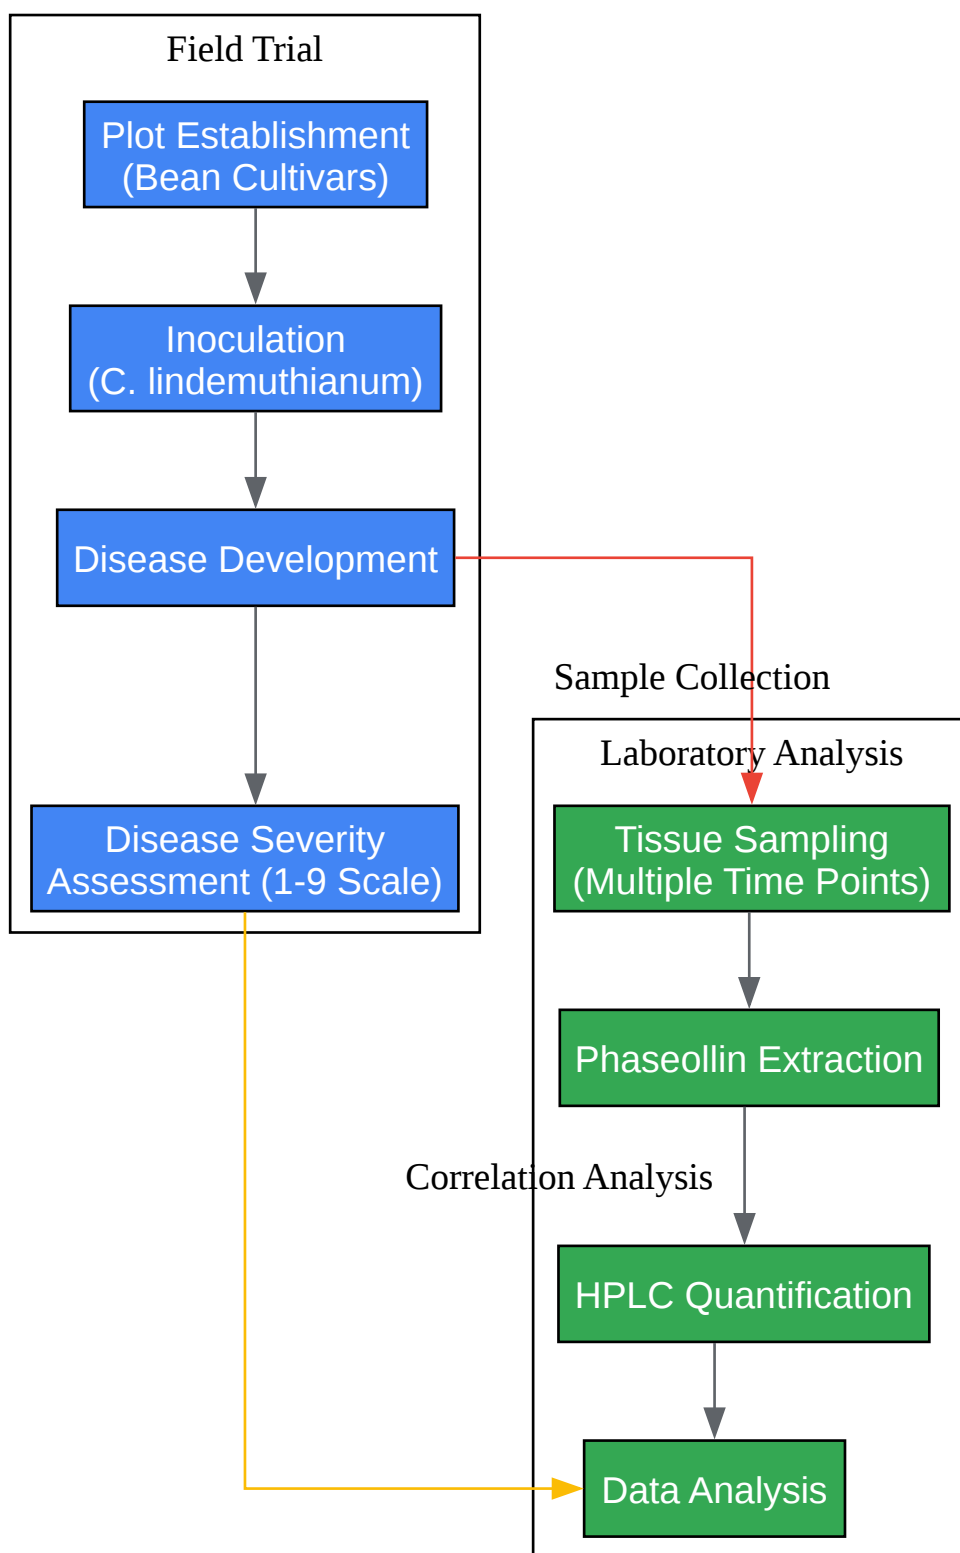 Field Trial
Plot Establishment
(Bean Cultivars)
Inoculation
(C. lindemuthianum)
Disease Development
Disease Severity
Assessment (1-9 Scale)
Sample Collection
Laboratory Analysis
Tissue Sampling
(Multiple Time Points)
Phaseollin Extraction
Correlation Analysis
HPLC Quantification
Data Analysis